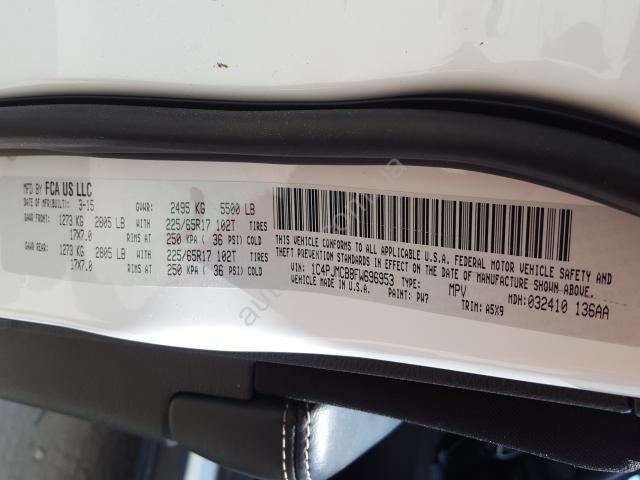 MFD BY FCA US LLC
DATE OF MFR(BUILT): 3-15 GVWR: 2495 KG 5500 LB
GAWR FRONT: 1273 KG 2805 LB WITH 225/65R17 102T TIRES
17X7.0 RIMS AT 250 KPA ( 36 PSI) COLD
GAWR REAR: 1273 KG 2805 LB WITH 225/65R17 102T TIRES
17X7.0 RIMS AT 250 KPA ( 36 PSI) COLD
THIS VEHICLE CONFORMS TO ALL APPLICABLE U.S.A. FEDERAL MOTOR VEHICLE SAFETY AND
THEFT PREVENTION STANDARDS IN EFFECT ON THE DATE OF MANUFACTURE SHOWN ABOVE.
VIN: 1C4PJMCB8FW696953 TYPE: MPV
VEHICLE MADE IN U.S.A. PAINT: PW7 MDH: 032410 136AA
TRIM: A5X9